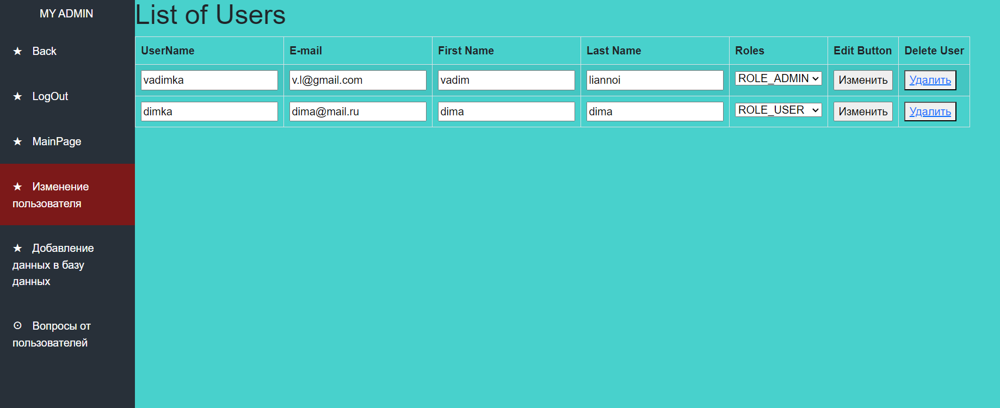 MY ADMIN
★ Back
★ LogOut
★ MainPage
★ Изменение
пользователя
★ Добавление
данных в базу
данных
⊙ Вопросы от
пользователей
List of Users
UserName E-mail First Name Last Name Roles Edit Button Delete User
vadimka v.l@gmail.com vadim liannoi ROLE_ADMIN Изменить Удалить
dimka dima@mail.ru dima dima ROLE_USER Изменить Удалить